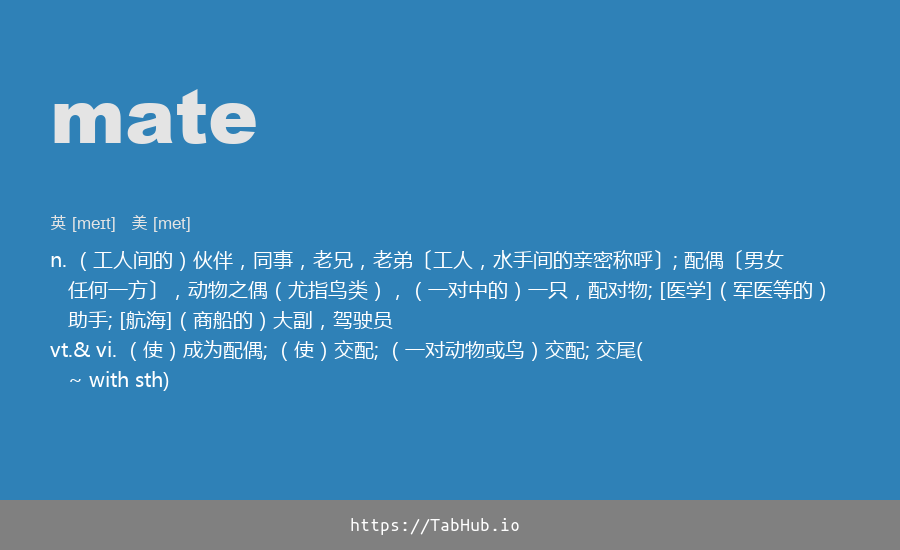 mate
英 [meɪt] 美 [met]
n. （工人间的）伙伴，同事，老兄，老弟〔工人，水手间的亲密称呼〕; 配偶〔男女
任何一方〕，动物之偶（尤指鸟类），（一对中的）一只，配对物; [医学]（军医等的）
助手; [航海]（商船的）大副，驾驶员
vt.& vi. （使）成为配偶; （使）交配; （一对动物或鸟）交配; 交尾(
~ with sth)
https://TabHub.io